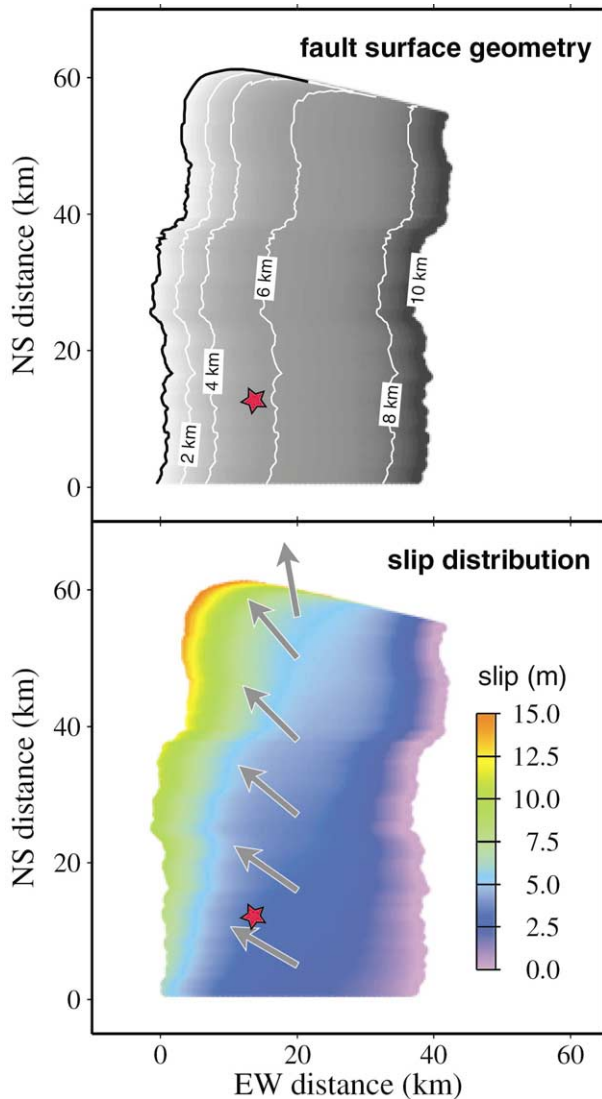 fault surface geometry
NS distance (km)
60
40
20
0
2 km
4 km
6 km
8 km
10 km
slip distribution
NS distance (km)
60
40
20
0
slip (m)
15.0
12.5
10.0
7.5
5.0
2.5
0.0
0
20
40
60
EW distance (km)